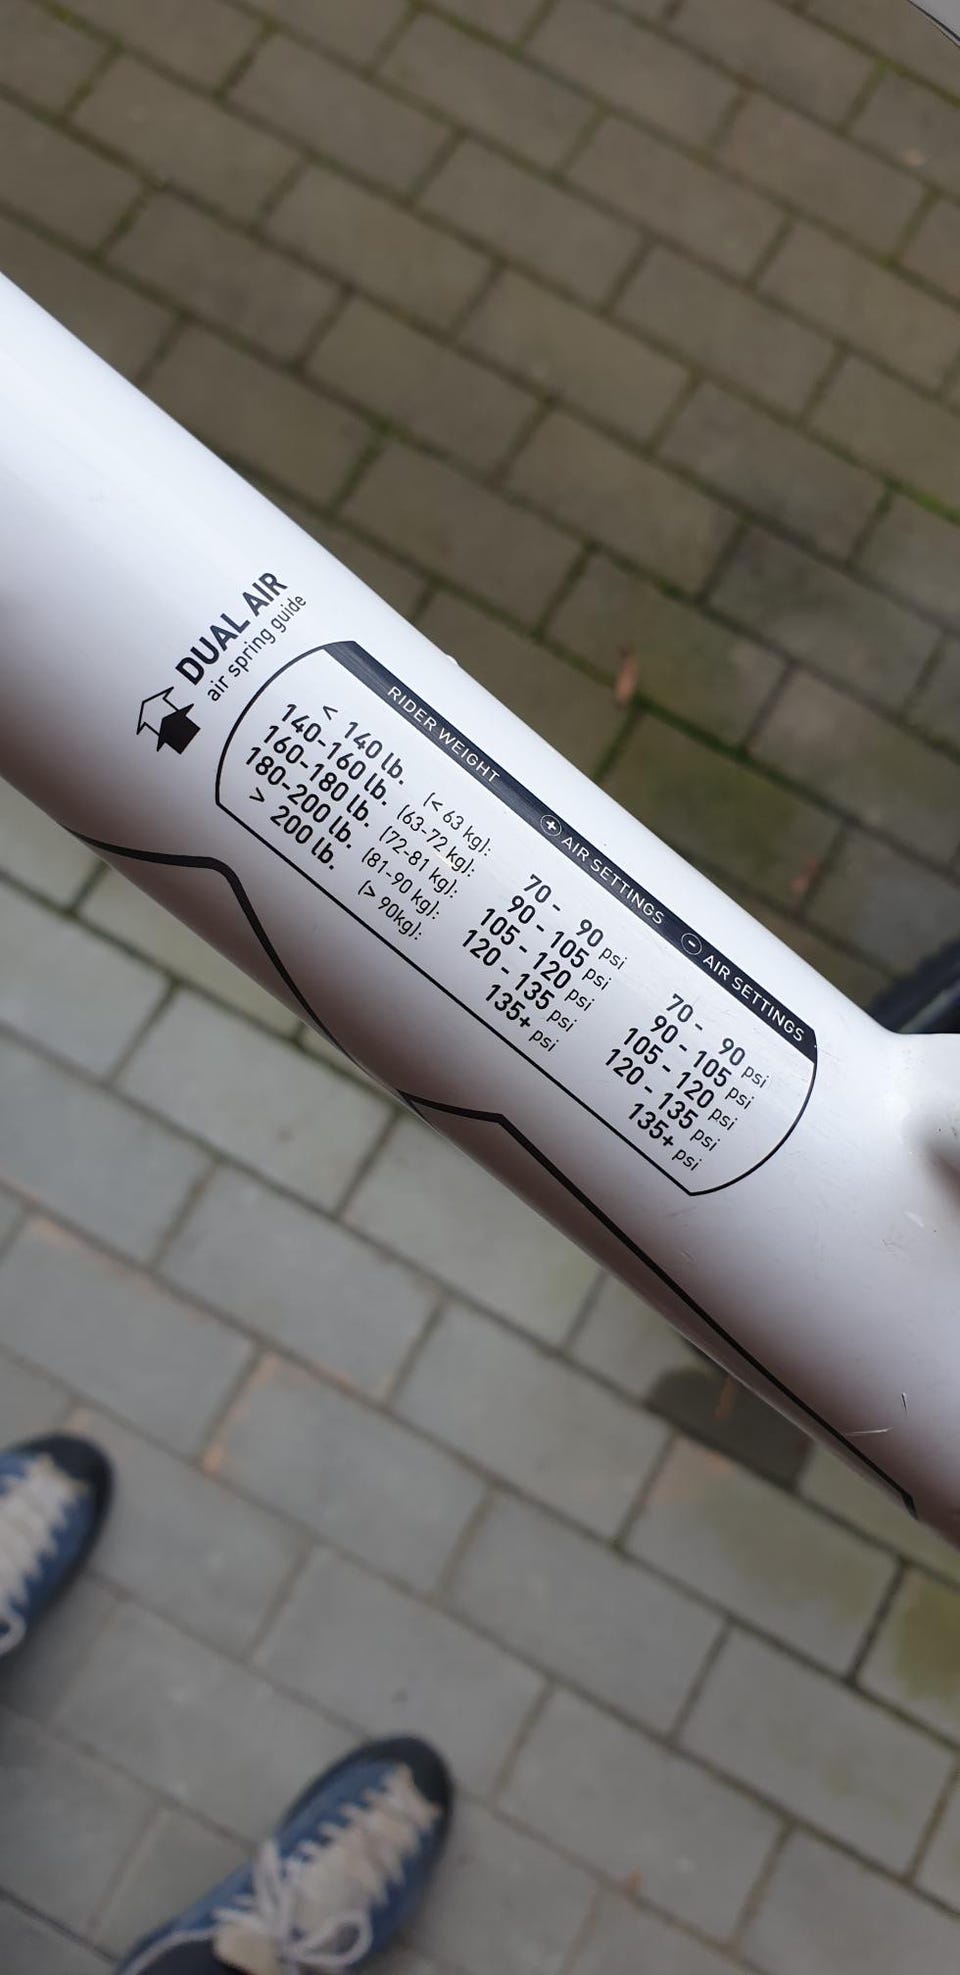 DUAL AIR
air spring guide
RIDER WEIGHT + AIR SETTINGS - AIR SETTINGS
< 140 lb. (< 63 kg): 70 - 90 psi 70 - 90 psi
140-160 lb. (63-72 kg): 90 - 105 psi 90 - 105 psi
160-180 lb. (72-81 kg): 105 - 120 psi 105 - 120 psi
180-200 lb. (81-90 kg): 120 - 135 psi 120 - 135 psi
> 200 lb. (> 90kg): 135+ psi 135+ psi